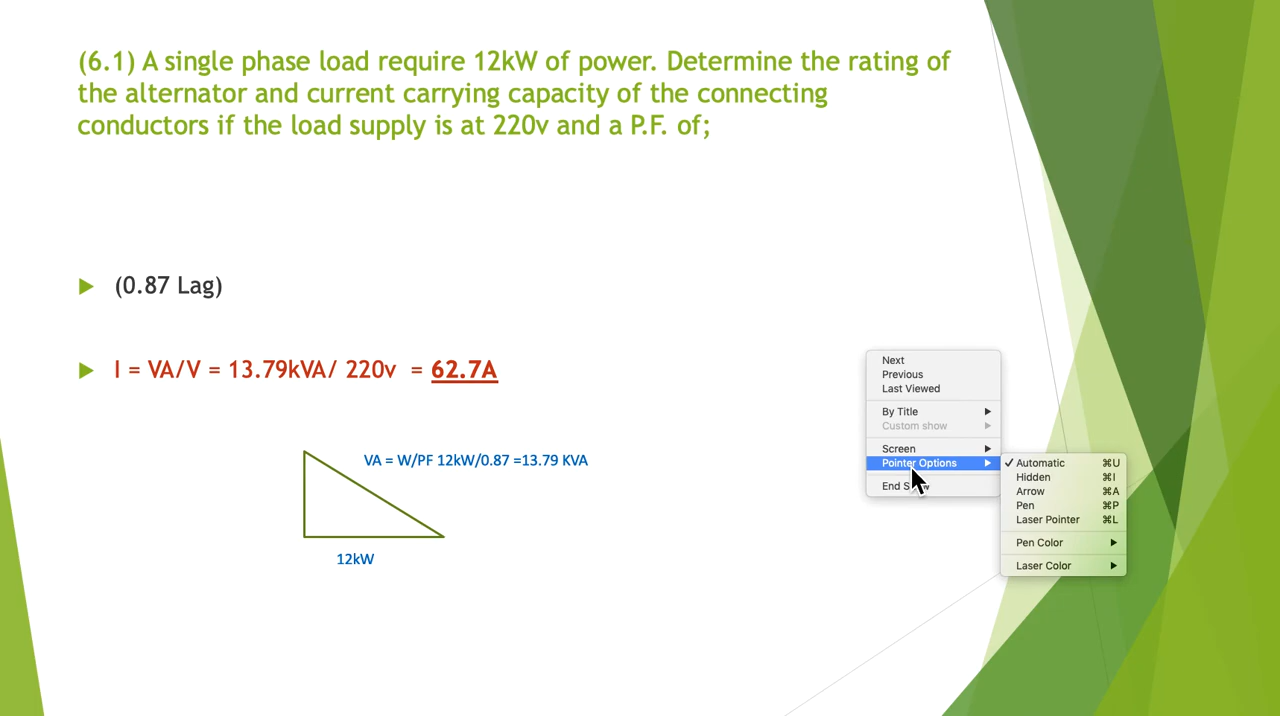 (6.1) A single phase load require 12kW of power. Determine the rating of
the alternator and current carrying capacity of the connecting
conductors if the load supply is at 220v and a P.F. of;
(0.87 Lag)
I = VA/V = 13.79kVA/ 220v = 62.7A
VA = W/PF 12kW/0.87 =13.79 KVA
12kW
Next
Previous
Last Viewed
By Title
Custom show
Screen
Pointer Options
End Show
✓ Automatic ⌘U
Hidden ⌘I
Arrow ⌘A
Pen ⌘P
Laser Pointer ⌘L
Pen Color
Laser Color